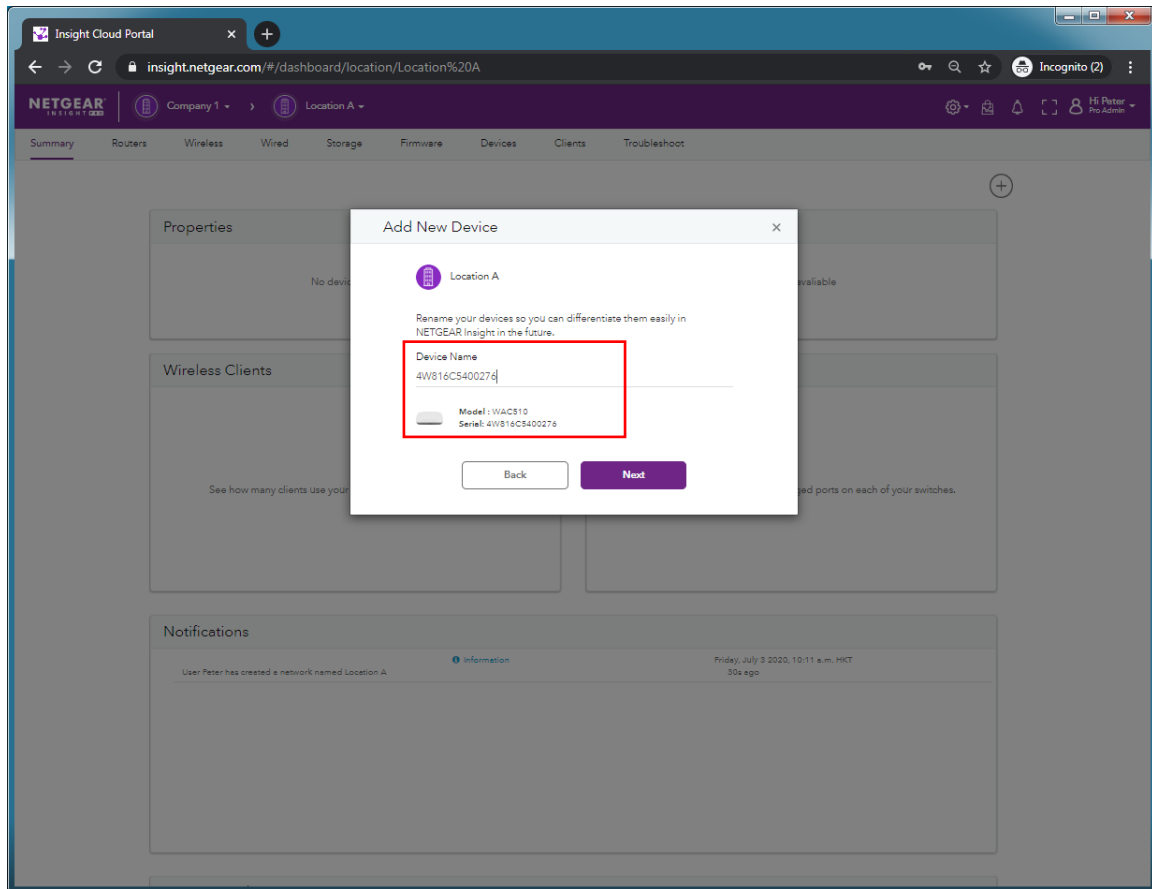 Insight Cloud Portal
insight.netgear.com/#/dashboard/location/Location%20A
Incognito (2)
NETGEAR
INSIGHT PRO
Company 1
Location A
Hi Peter
Pro Admin
Summary Routers Wireless Wired Storage Firmware Devices Clients Troubleshoot
Properties
Add New Device
Location A
No devic
available
Rename your devices so you can differentiate them easily in
NETGEAR Insight in the future.
Device Name
4W816C5400276
Wireless Clients
Model : WAC510
Serial: 4W816C5400276
Back Next
See how many clients use your
ged ports on each of your switches.
Notifications
Information
Friday, July 3 2020, 10:11 a.m. HKT
User Peter has created a network named Location A
30s ago